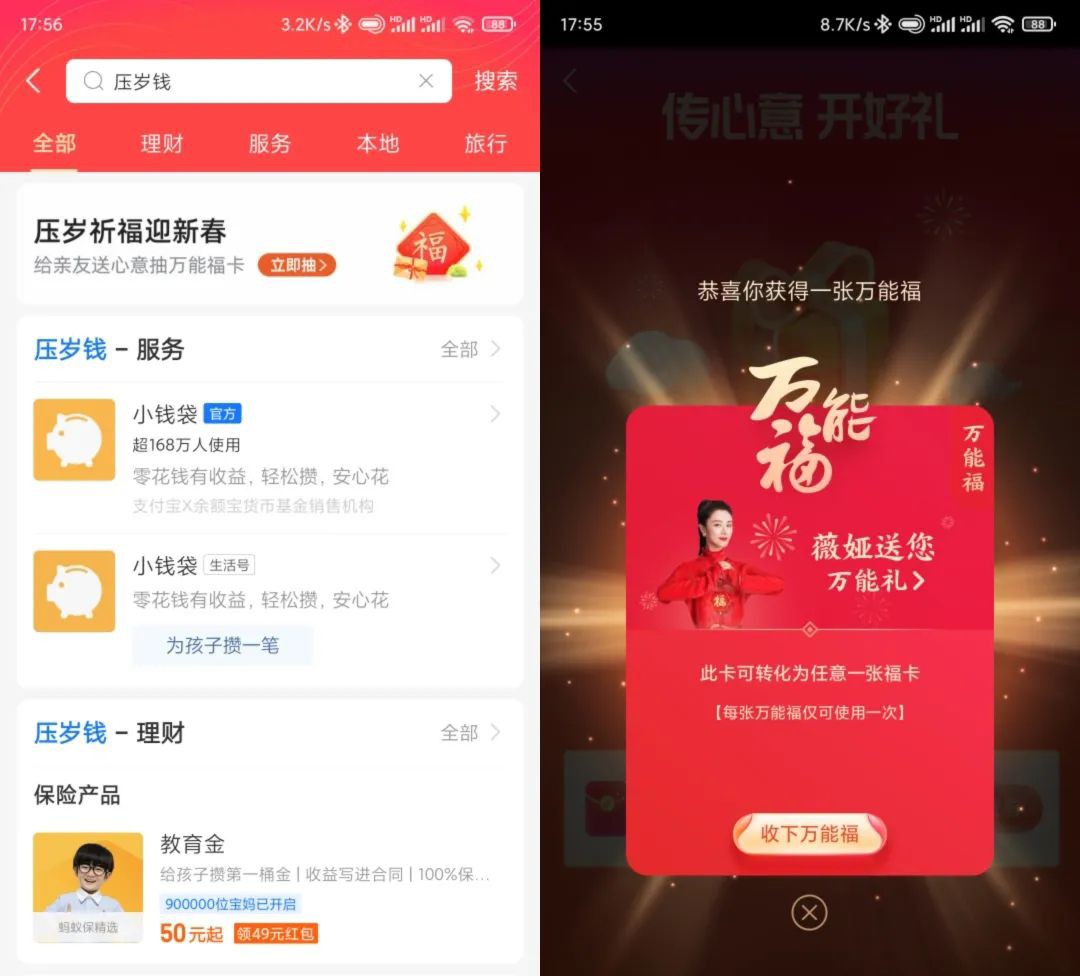 17:56
3.2K/s
HD
HD
88
压岁钱
搜索
全部
理财
服务
本地
旅行
福
压岁祈福迎新春
给亲友送心意抽万能福卡
立即抽>
压岁钱 - 服务
全部
小钱袋
官方
超168万人使用
零花钱有收益，轻松攒，安心花
支付宝X余额宝货币基金销售机构
小钱袋
生活号
零花钱有收益，轻松攒，安心花
为孩子攒一笔
压岁钱 - 理财
全部
保险产品
蚂蚁保精选
教育金
给孩子攒第一桶金 | 收益写进合同 | 100%保...
900000位宝妈已开启
50元起
领49元红包
17:55
8.7K/s
HD
HD
88
传心意 开好礼
恭喜你获得一张万能福
万能福
万能福
福
薇娅送您
万能礼>
此卡可转化为任意一张福卡
【每张万能福仅可使用一次】
收下万能福